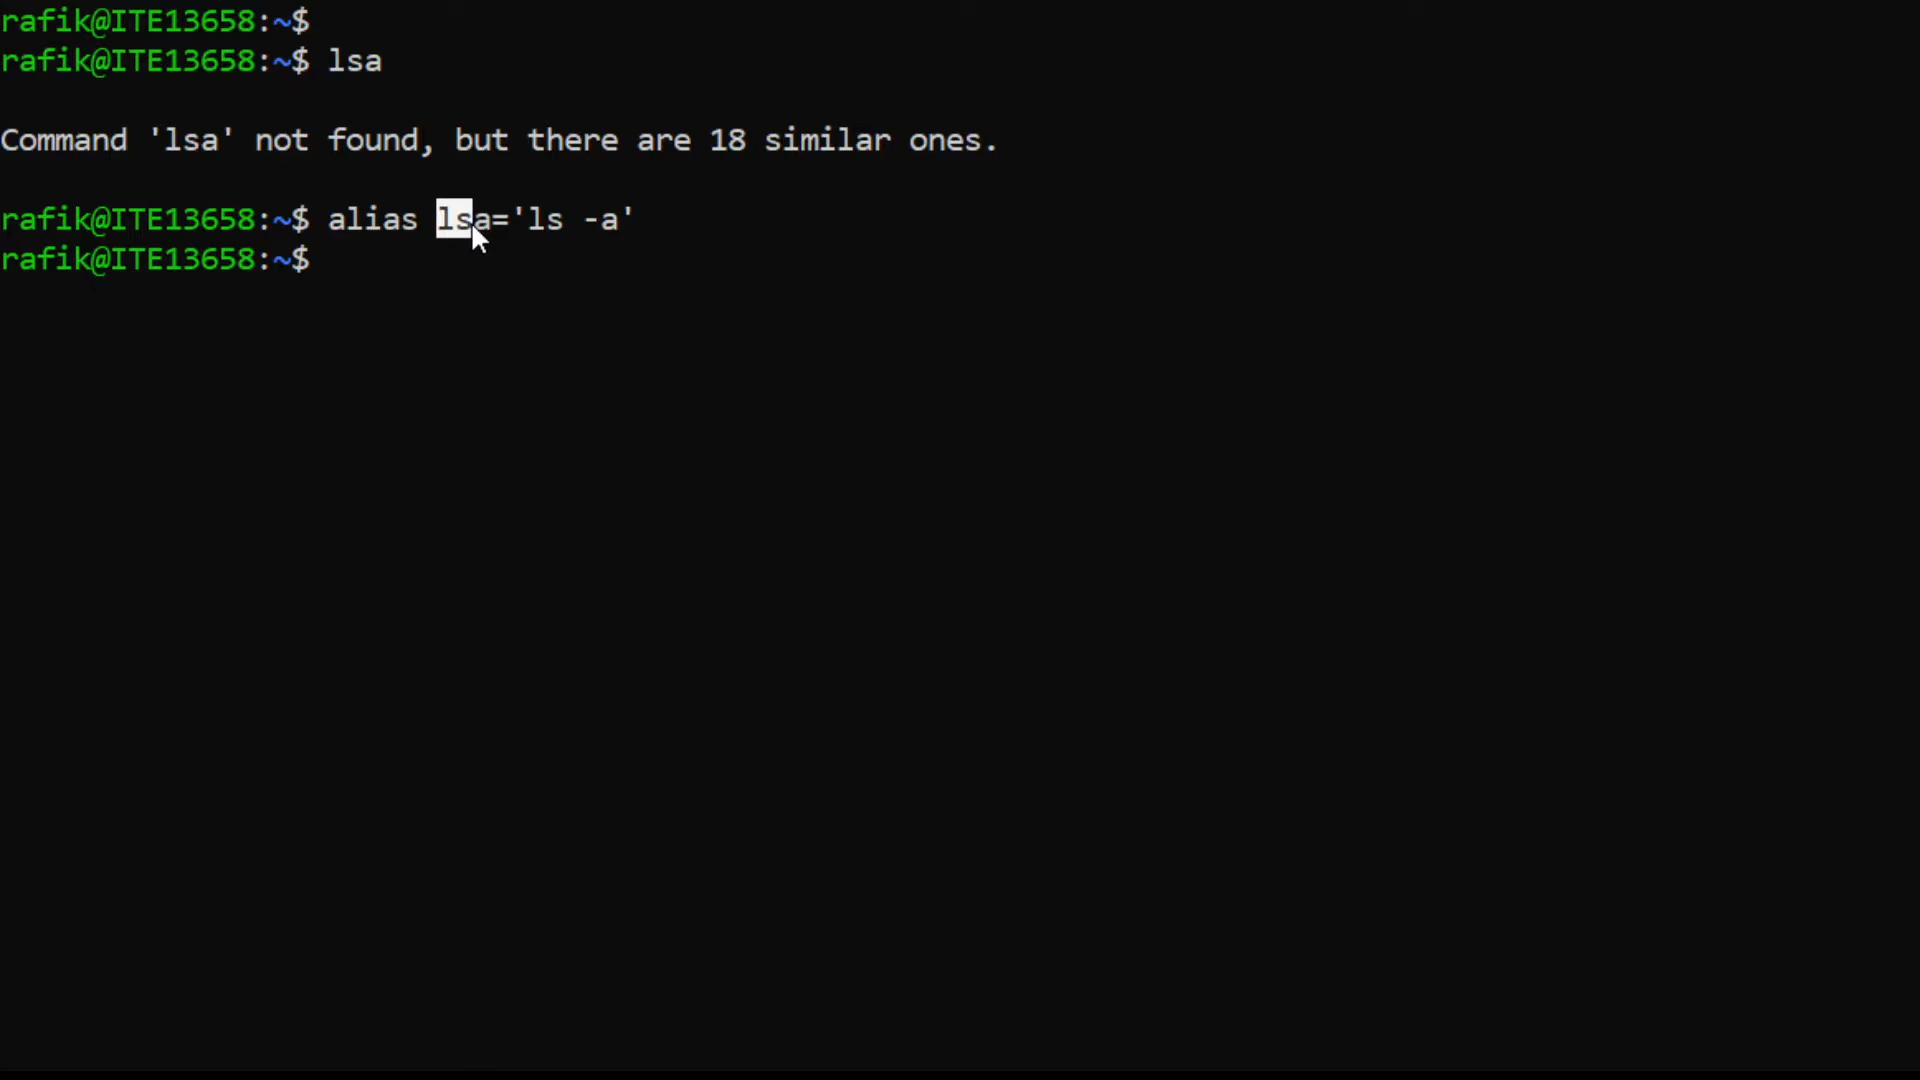 rafik@ITE13658:~$
rafik@ITE13658:~$ lsa
Command 'lsa' not found, but there are 18 similar ones.
rafik@ITE13658:~$ alias lsa='ls -a'
rafik@ITE13658:~$